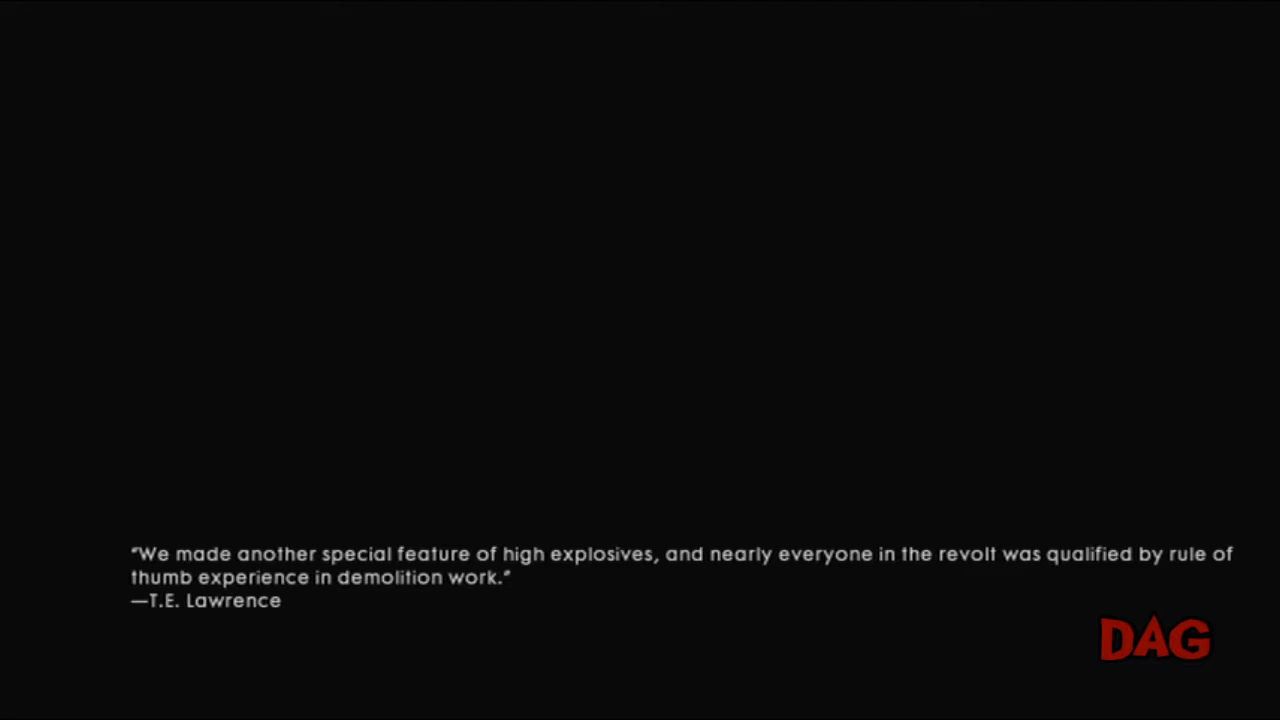 “We made another special feature of high explosives, and nearly everyone in the revolt was qualified by rule of
thumb experience in demolition work.”
—T.E. Lawrence
DAG